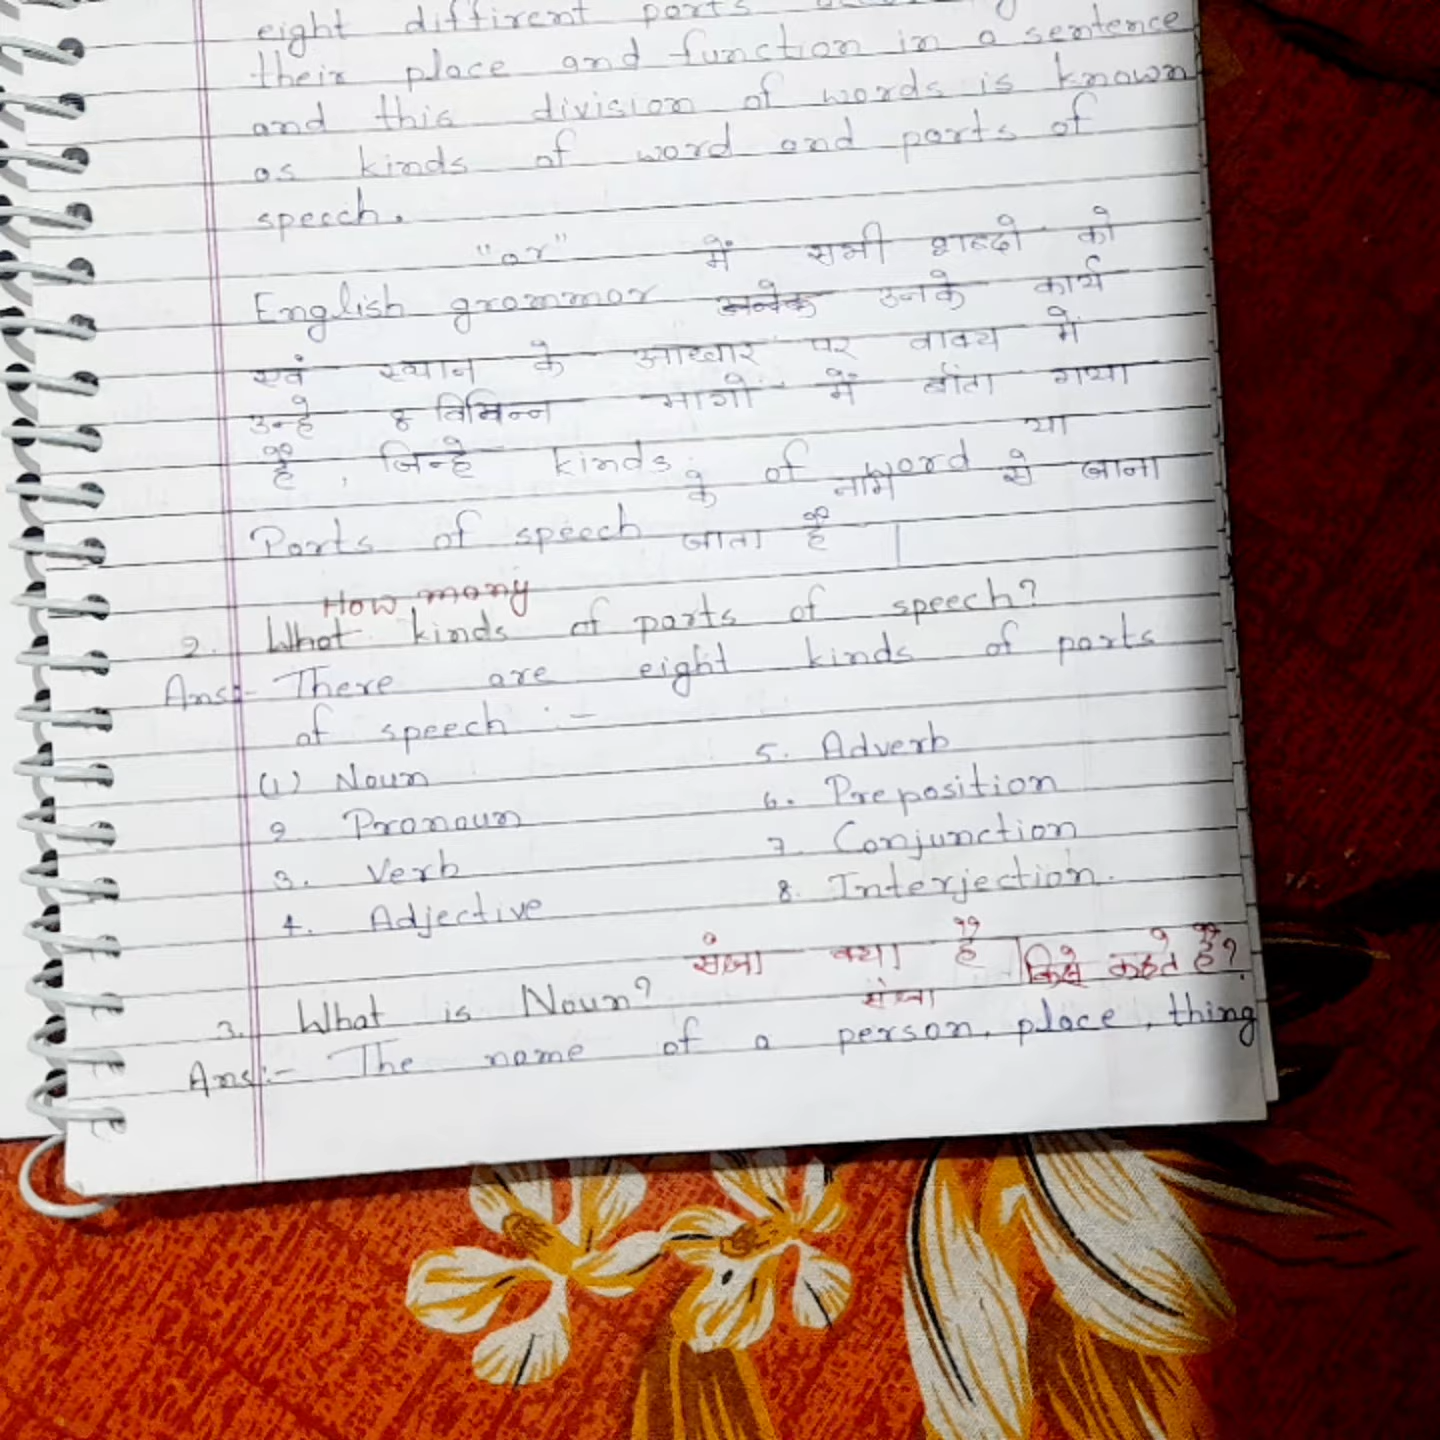 eight diffirent parts
their place and function in a sentence
and this division of words is known
as kinds of word and parts of
speech.
"or"
English grammar में सभी शब्दो को
अनेक उनके कार्य
एवं स्थान के आधार पर वाक्य में
उन्हे 8 विभिन्न भागों में बाँता गया
है, जिन्हे kinds of word या
Parts of speech के नाम से जाना
जाता है |
How many
2. What kinds of parts of speech?
Ans:- There are eight kinds of parts
of speech :-
(1) Noun
2 Pronoun
3. Verb
4. Adjective
5. Adverb
6. Preposition
7. Conjunction
8. Interjection.
संज्ञा क्या है | किसे कहते है?
3. What is Noun? संज्ञा
Ans:- The name of a person, place, thing